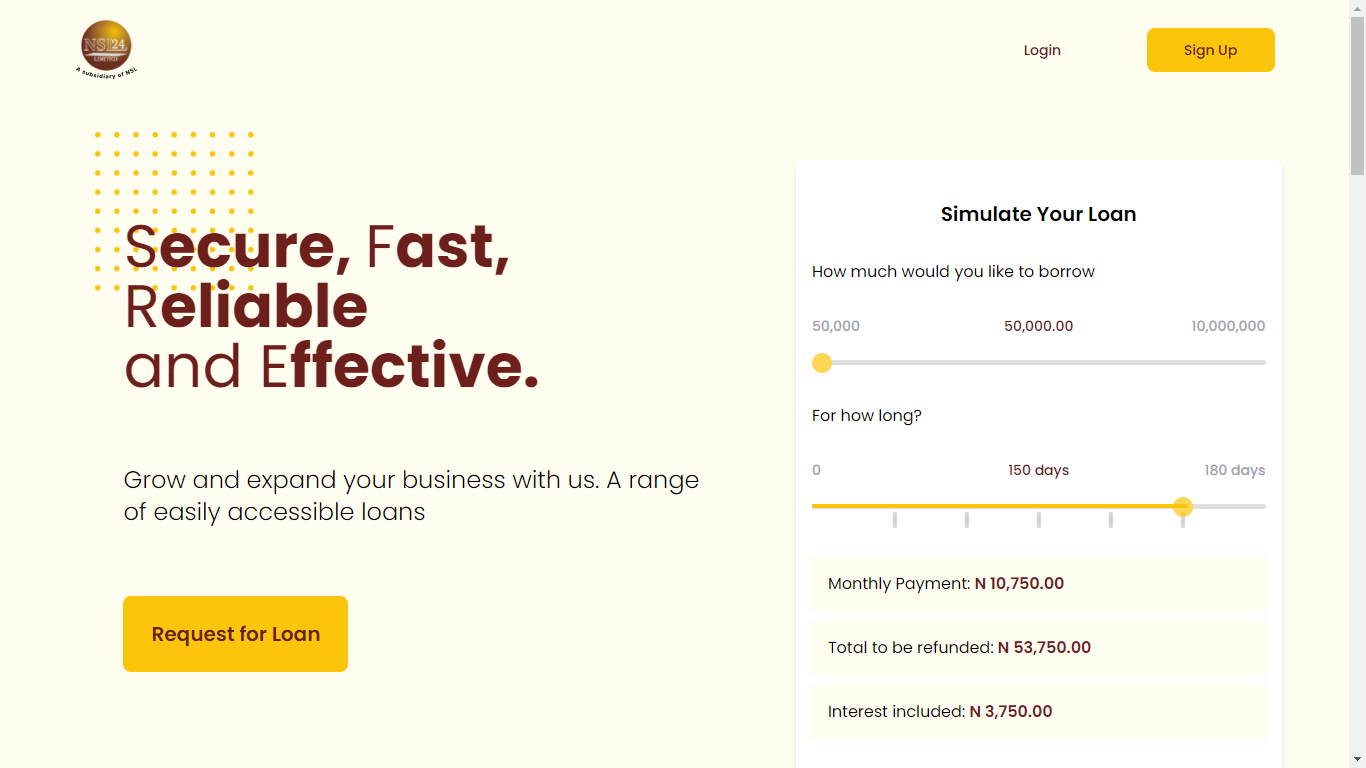 NSL24
LIMITED
A subsidiary of NSL
Login
Sign Up
Secure, Fast,
Reliable
and Effective.
Grow and expand your business with us. A range
of easily accessible loans
Request for Loan
Simulate Your Loan
How much would you like to borrow
50,000 50,000.00 10,000,000
For how long?
0 150 days 180 days
Monthly Payment: N 10,750.00
Total to be refunded: N 53,750.00
Interest included: N 3,750.00